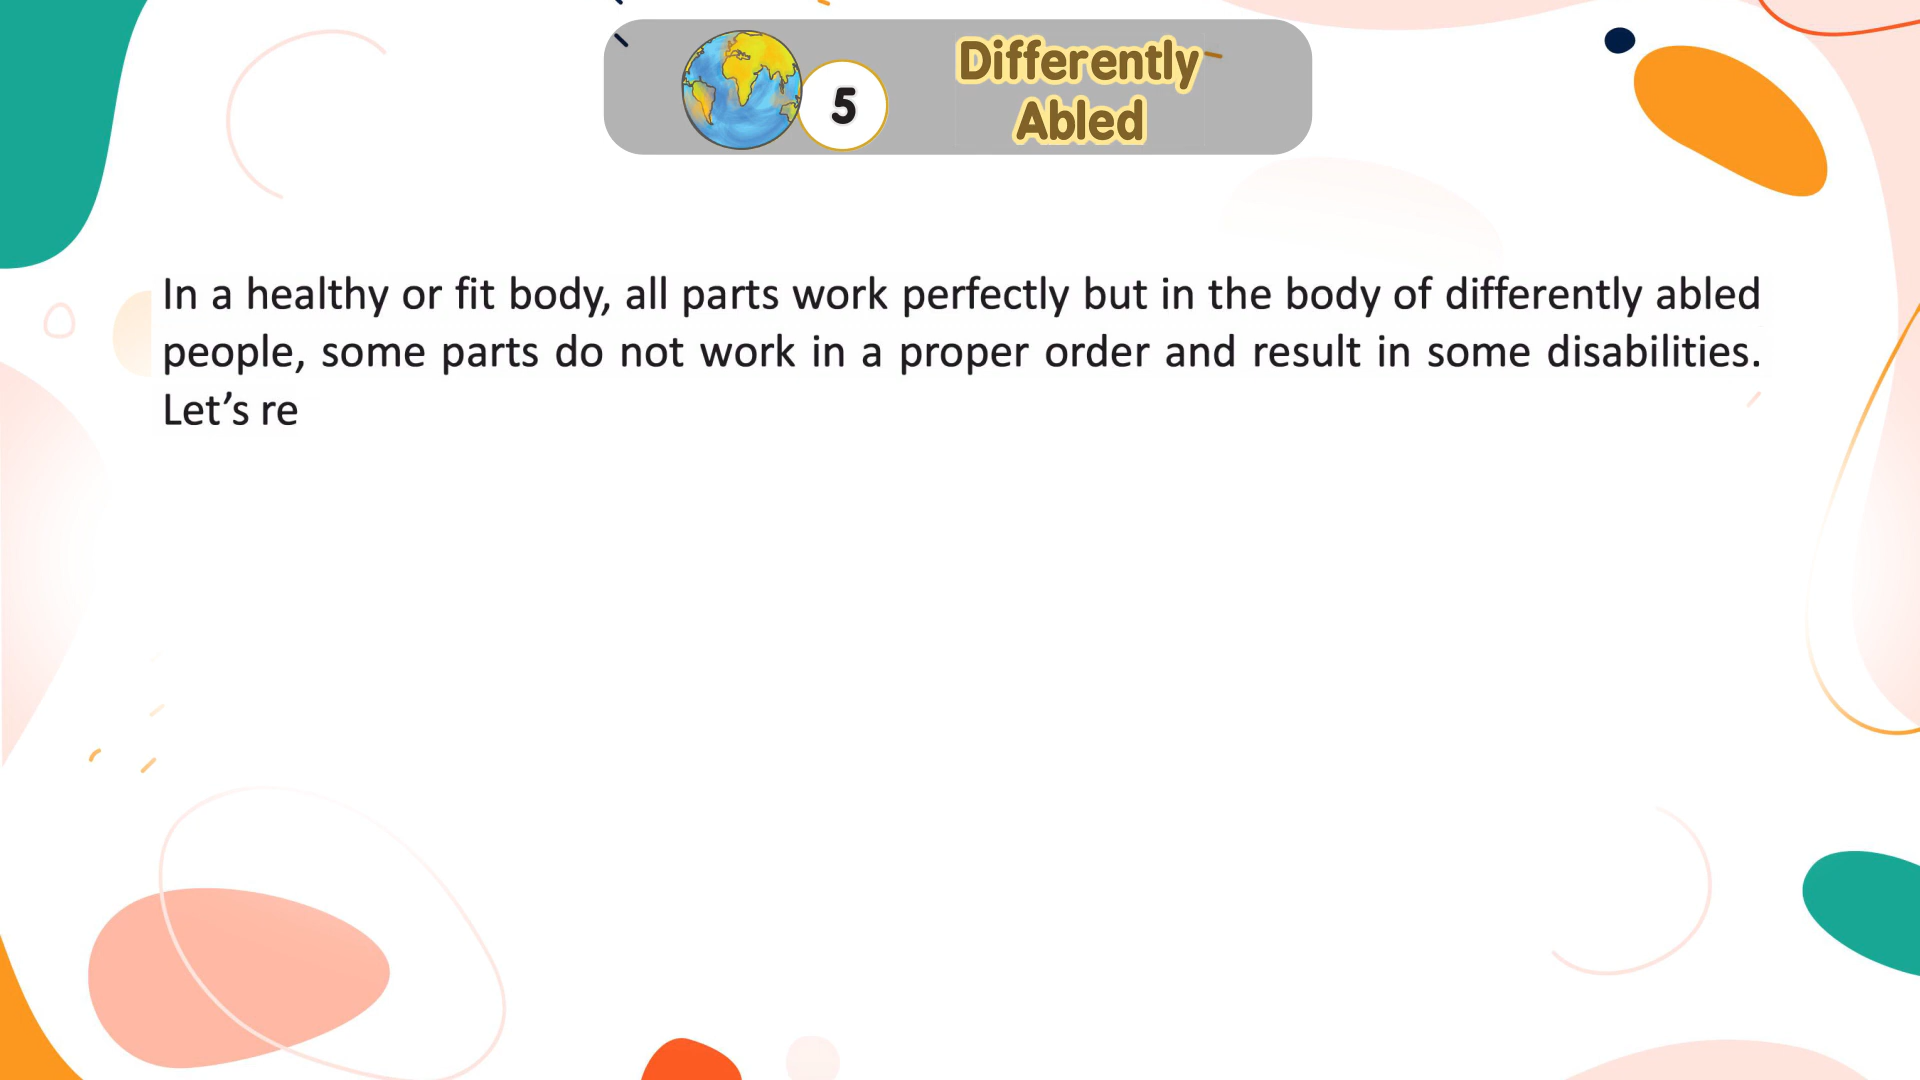 5
Differently
Abled
In a healthy or fit body, all parts work perfectly but in the body of differently abled
people, some parts do not work in a proper order and result in some disabilities.
Let’s re